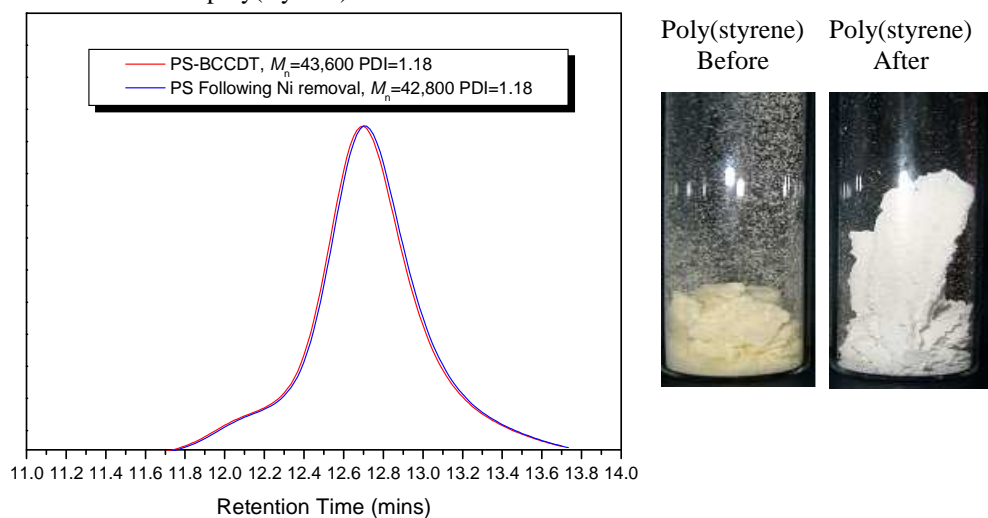 Poly(styrene) Poly(styrene)
Before After
PS-BCCDT, Mn=43,600 PDI=1.18
PS Following Ni removal, Mn=42,800 PDI=1.18
11.0 11.2 11.4 11.6 11.8 12.0 12.2 12.4 12.6 12.8 13.0 13.2 13.4 13.6 13.8 14.0
Retention Time (mins)